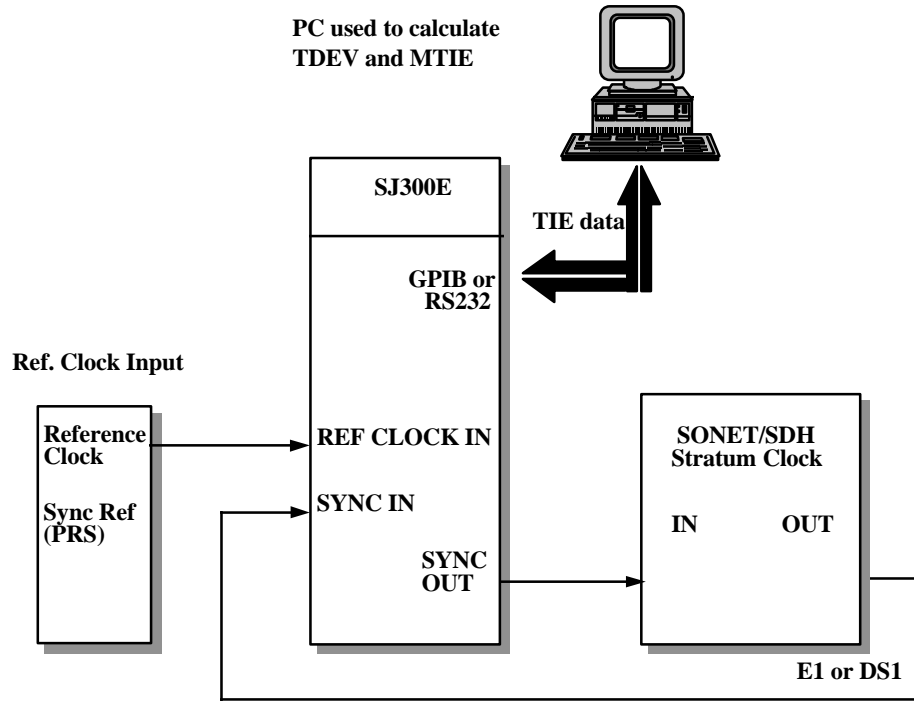 PC used to calculate
TDEV and MTIE
SJ300E
TIE data
GPIB or
RS232
Ref. Clock Input
Reference
Clock
Sync Ref
(PRS)
REF CLOCK IN
SYNC IN
SYNC
OUT
SONET/SDH
Stratum Clock
IN OUT
E1 or DS1